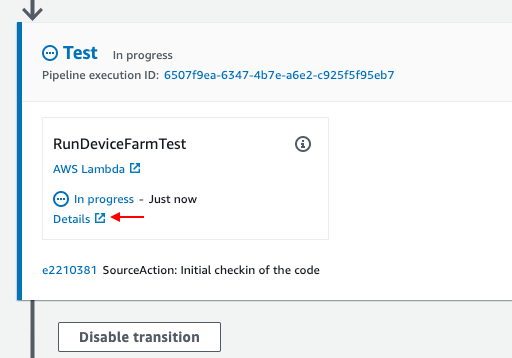 Test In progress
Pipeline execution ID: 6507f9ea-6347-4b7e-a6e2-c925f5f95eb7
RunDeviceFarmTest
AWS Lambda
In progress - Just now
Details
e2210381 SourceAction: Initial checkin of the code
Disable transition